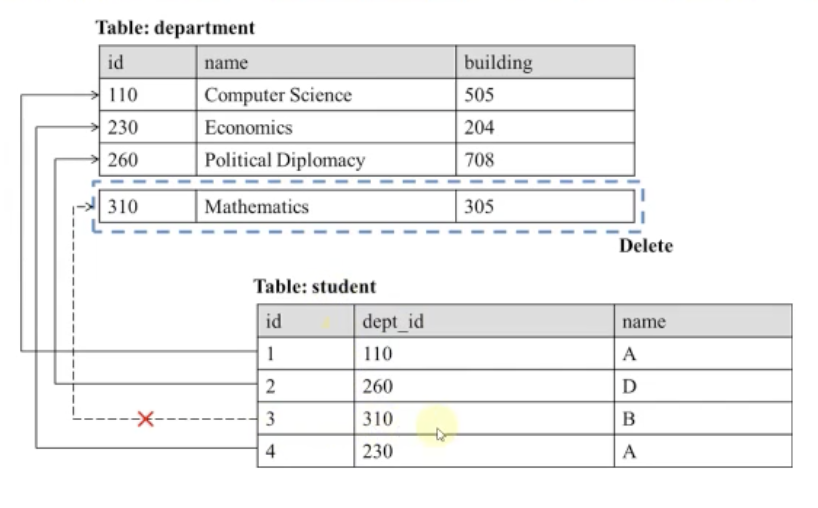 Table: department
id name building
110 Computer Science 505
230 Economics 204
260 Political Diplomacy 708
310 Mathematics 305
Delete
Table: student
id dept_id name
1 110 A
2 260 D
3 310 B
4 230 A